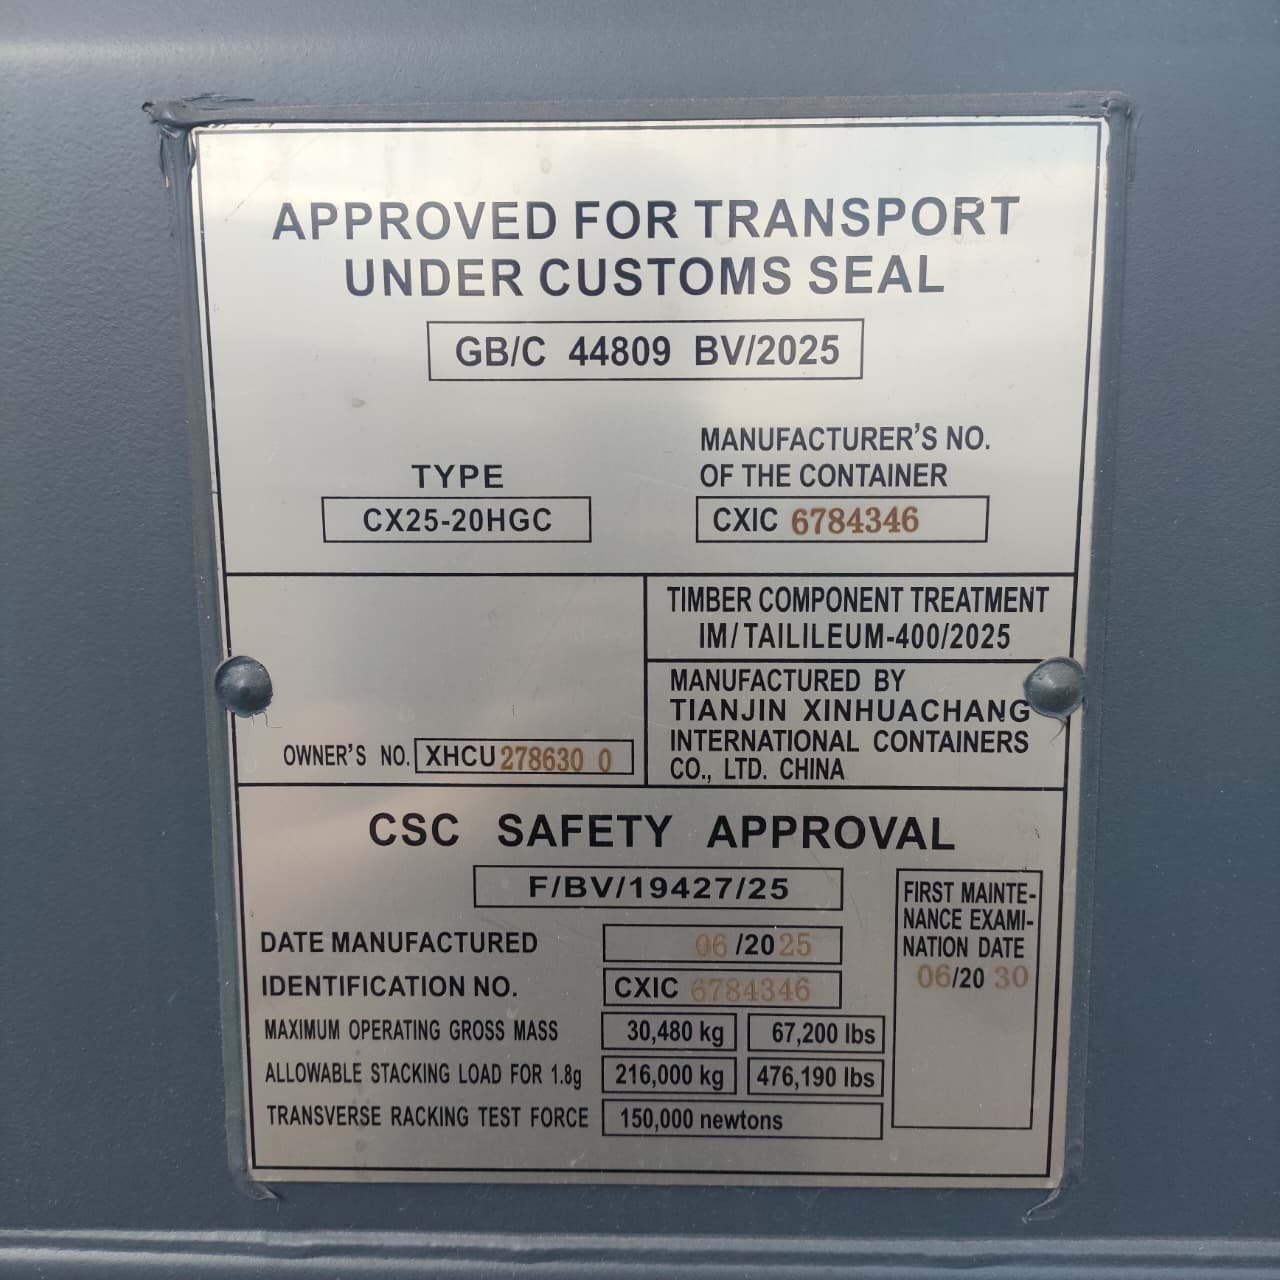 APPROVED FOR TRANSPORT
UNDER CUSTOMS SEAL
GB/C 44809 BV/2025
TYPE
CX25-20HGC
MANUFACTURER'S NO.
OF THE CONTAINER
CXIC 6784346
TIMBER COMPONENT TREATMENT
IM/TAILILEUM-400/2025
MANUFACTURED BY
TIANJIN XINHUACHANG
INTERNATIONAL CONTAINERS
CO., LTD. CHINA
OWNER'S NO. XHCU 278630 0
CSC SAFETY APPROVAL
F/BV/19427/25
DATE MANUFACTURED 06/2025
IDENTIFICATION NO. CXIC 6784346
MAXIMUM OPERATING GROSS MASS 30,480 kg 67,200 lbs
ALLOWABLE STACKING LOAD FOR 1.8g 216,000 kg 476,190 lbs
TRANSVERSE RACKING TEST FORCE 150,000 newtons
FIRST MAINTE-
NANCE EXAMI-
NATION DATE
06/20 30